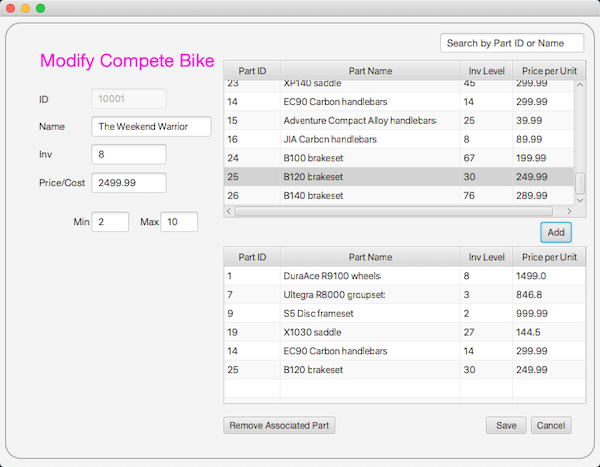 Search by Part ID or Name
Modify Compete Bike
Part ID Part Name Inv Level Price per Unit
23 XP140 saddle 45 299.99
14 EC90 Carbon handlebars 14 299.99
15 Adventure Compact Alloy handlebars 25 39.99
16 JIA Carbon handlebars 8 89.99
24 B100 brakeset 67 199.99
25 B120 brakeset 30 249.99
26 B140 brakeset 76 289.99
ID 10001
Name The Weekend Warrior
Inv 8
Price/Cost 2499.99
Min 2 Max 10
Add
Part ID Part Name Inv Level Price per Unit
1 DuraAce R9100 wheels 8 1499.0
7 Ultegra R8000 groupset 3 846.8
9 S5 Disc frameset 2 999.99
19 X1030 saddle 27 144.5
14 EC90 Carbon handlebars 14 299.99
25 B120 brakeset 30 249.99
Remove Associated Part Save Cancel